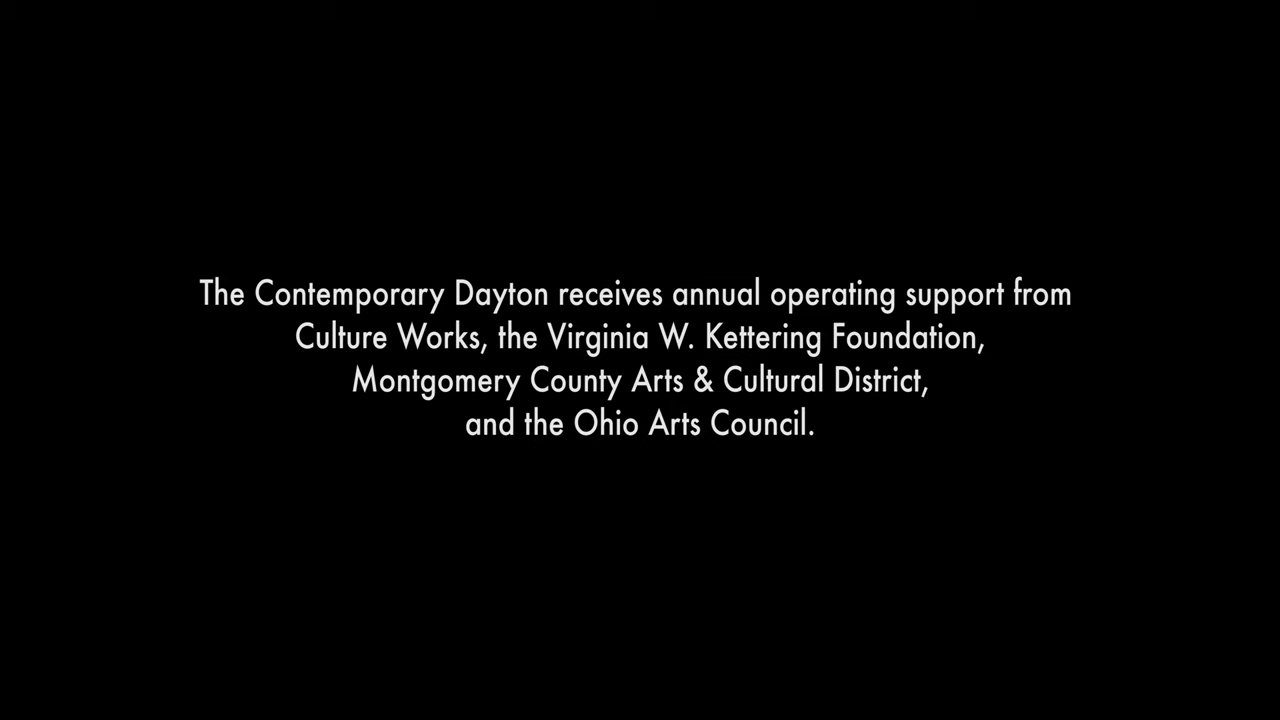 The Contemporary Dayton receives annual operating support from
Culture Works, the Virginia W. Kettering Foundation,
Montgomery County Arts & Cultural District,
and the Ohio Arts Council.